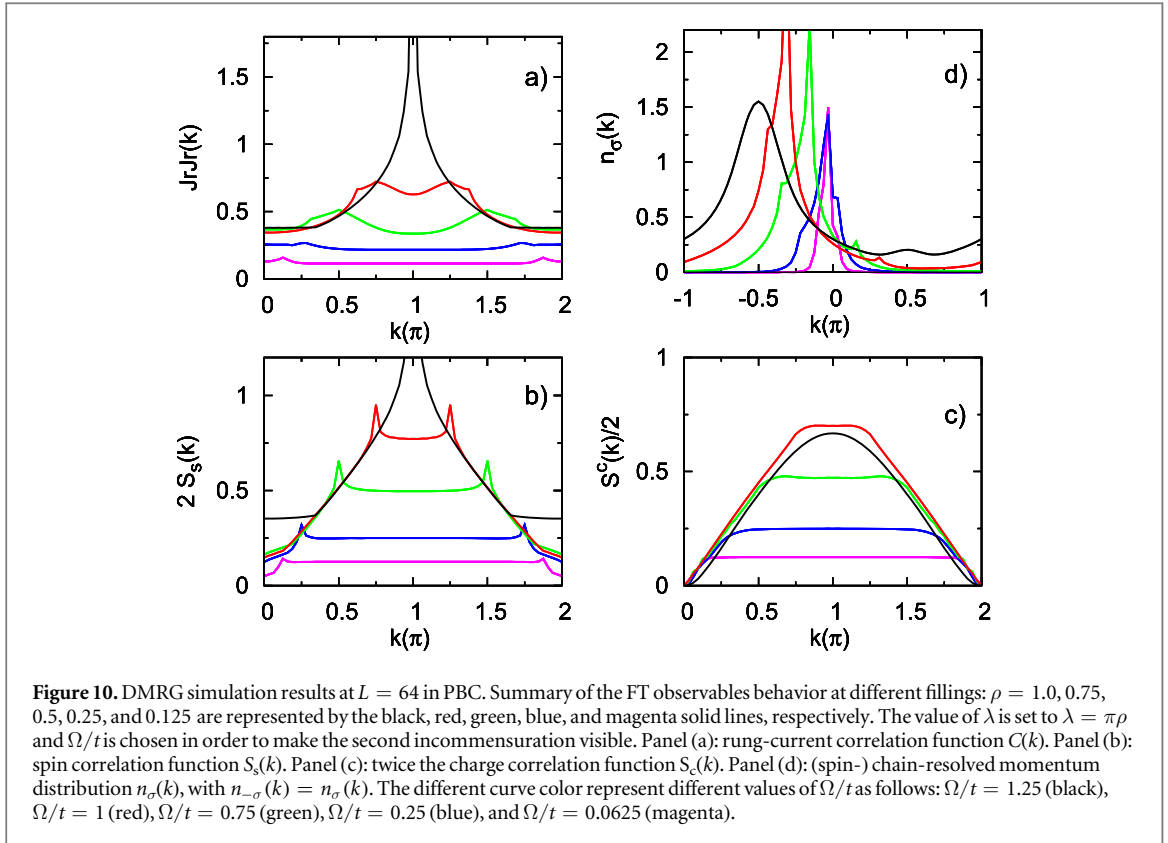 a)
JrJr(k)
1.5
1
0.5
0
0 0.5 1 1.5 2
k(π)
d)
nσ(k)
2
1.5
1
0.5
0
-1 -0.5 0 0.5 1
k(π)
b)
2 Sₛ(k)
1
0.5
0
0 0.5 1 1.5 2
k(π)
c)
Sᶜ(k)/2
1
0.5
0
0 0.5 1 1.5 2
k(π)
Figure 10. DMRG simulation results at L = 64 in PBC. Summary of the FT observables behavior at different fillings: ρ = 1.0, 0.75,
0.5, 0.25, and 0.125 are represented by the black, red, green, blue, and magenta solid lines, respectively. The value of λ is set to λ = πρ
and Ω/t is chosen in order to make the second incommensuration visible. Panel (a): rung-current correlation function C(k). Panel (b):
spin correlation function Sₛ(k). Panel (c): twice the charge correlation function S_c(k). Panel (d): (spin-) chain-resolved momentum
distribution nσ(k), with n₋σ(k) = nσ(k). The different curve color represent different values of Ω/t as follows: Ω/t = 1.25 (black),
Ω/t = 1 (red), Ω/t = 0.75 (green), Ω/t = 0.25 (blue), and Ω/t = 0.0625 (magenta).